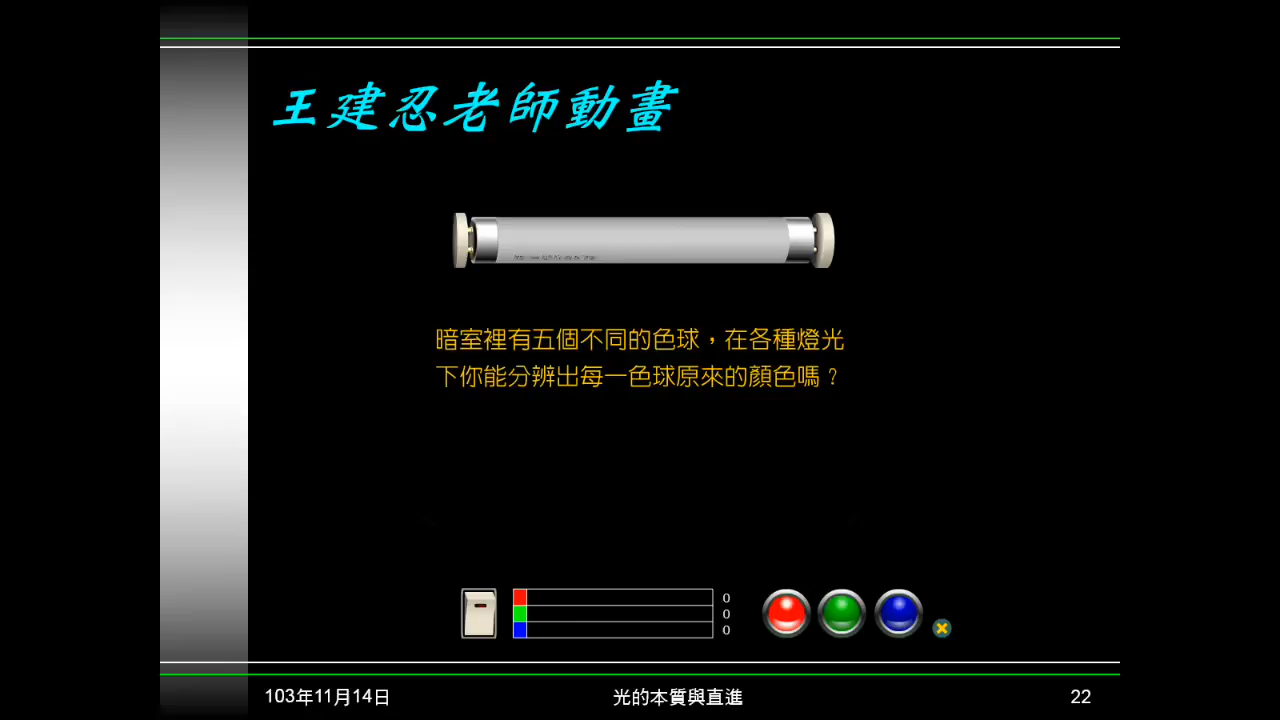 王建忍老師動畫
暗室裡有五個不同的色球，在各種燈光
下你能分辨出每一色球原來的顏色嗎？
0
0
0
103年11月14日
光的本質與直進
22